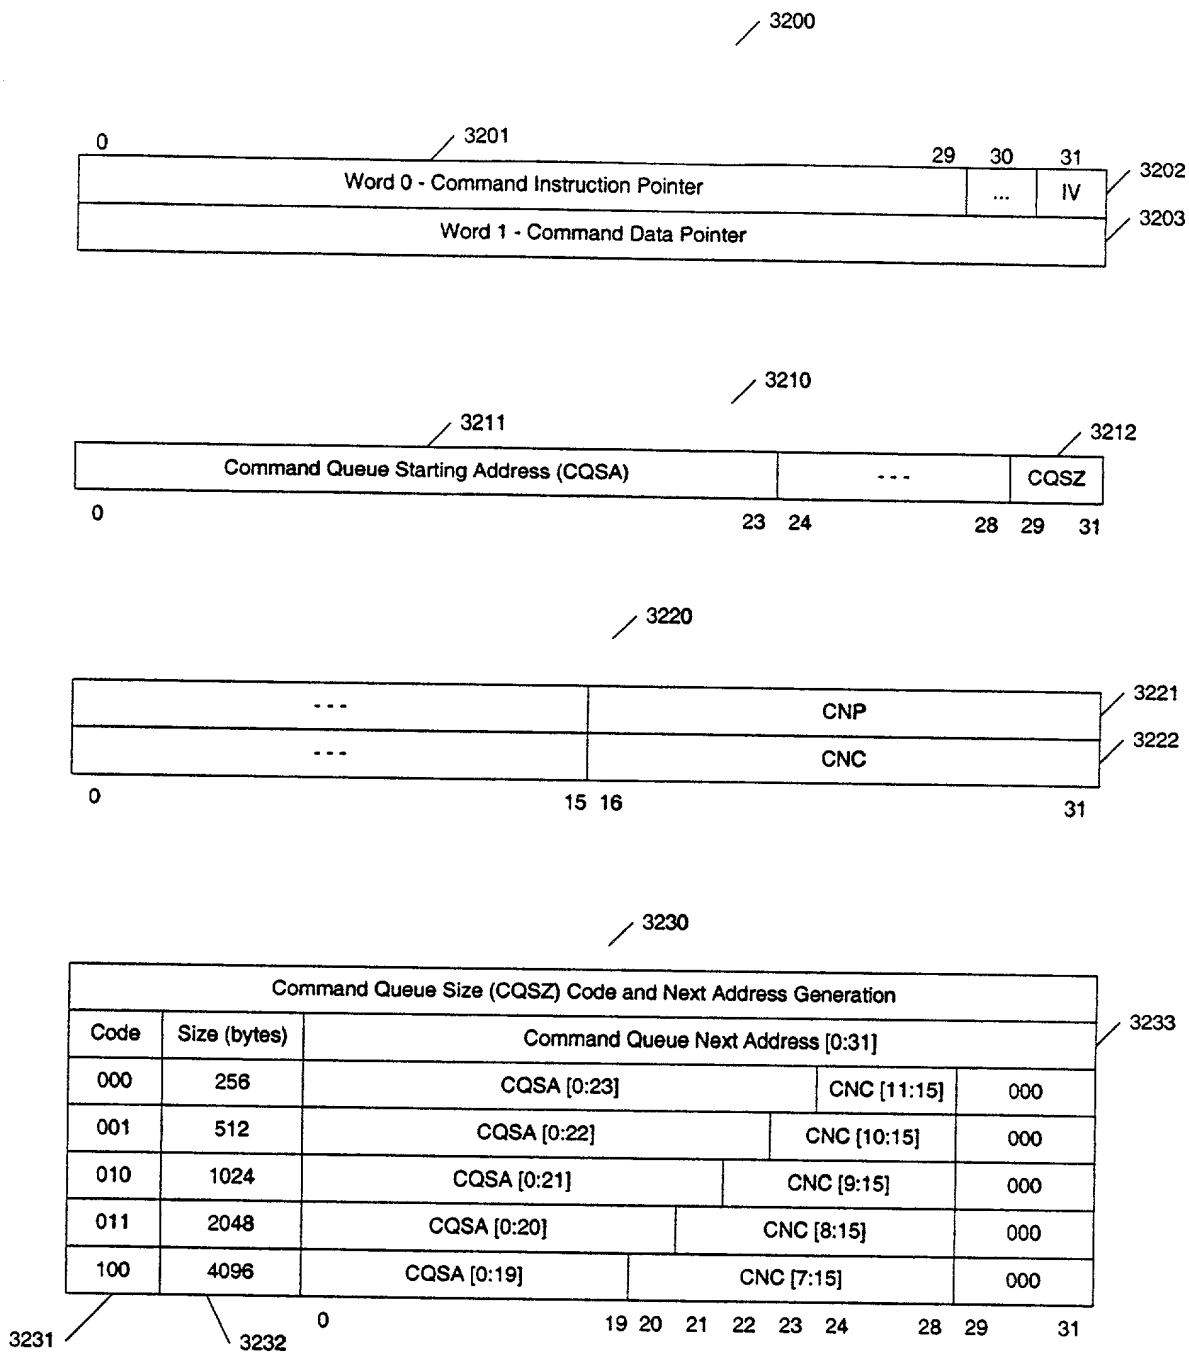 3200
0 3201 29 30 31
Word 0 - Command Instruction Pointer ... IV 3202
Word 1 - Command Data Pointer 3203
3210
3211 3212
Command Queue Starting Address (CQSA) - - - CQSZ
0 23 24 28 29 31
3220
- - - CNP 3221
- - - CNC 3222
0 15 16 31
3230
Command Queue Size (CQSZ) Code and Next Address Generation
Code Size (bytes) Command Queue Next Address [0:31] 3233
000 256 CQSA [0:23] CNC [11:15] 000
001 512 CQSA [0:22] CNC [10:15] 000
010 1024 CQSA [0:21] CNC [9:15] 000
011 2048 CQSA [0:20] CNC [8:15] 000
100 4096 CQSA [0:19] CNC [7:15] 000
0 19 20 21 22 23 24 28 29 31
3231 3232